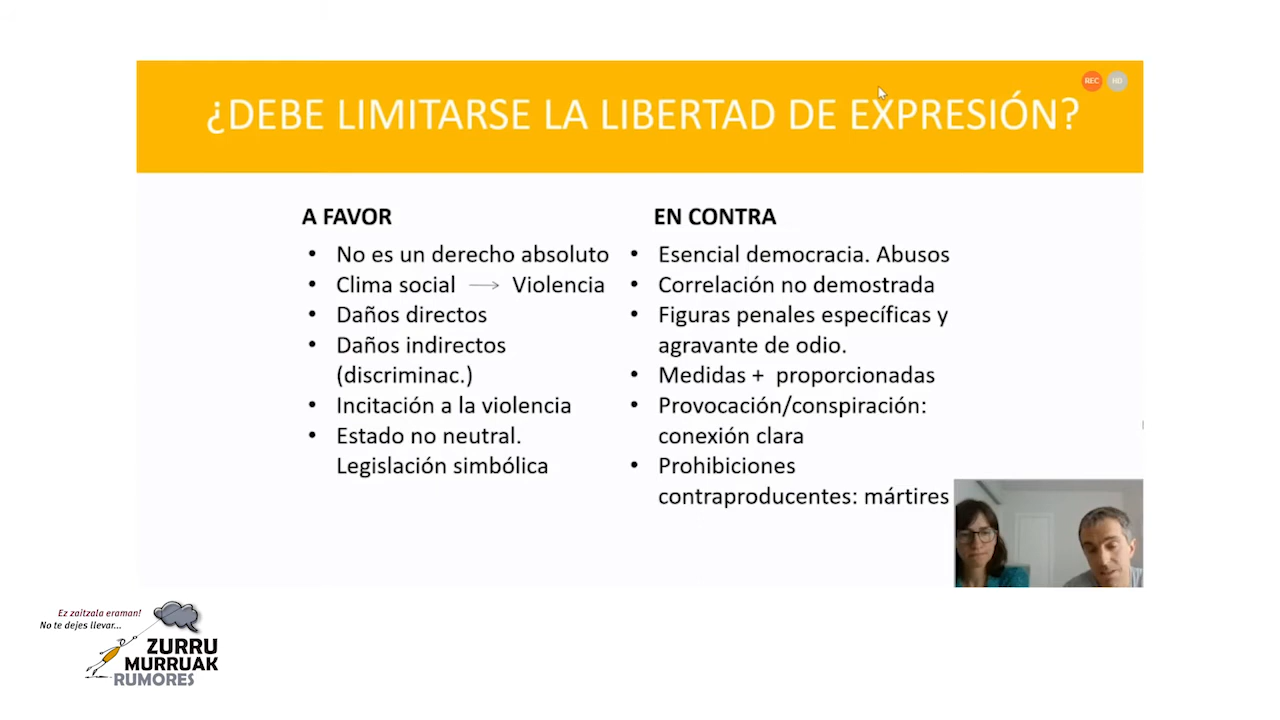 ¿DEBE LIMITARSE LA LIBERTAD DE EXPRESIÓN?
REC
HD
A FAVOR
• No es un derecho absoluto
• Clima social → Violencia
• Daños directos
• Daños indirectos
(discriminac.)
• Incitación a la violencia
• Estado no neutral.
Legislación simbólica
EN CONTRA
• Esencial democracia. Abusos
• Correlación no demostrada
• Figuras penales específicas y
agravante de odio.
• Medidas + proporcionadas
• Provocación/conspiración:
conexión clara
• Prohibiciones
contraproducentes: mártires
Ez zaitzala eraman!
No te dejes llevar...
ZURRU
MURRUAK
RUMORES